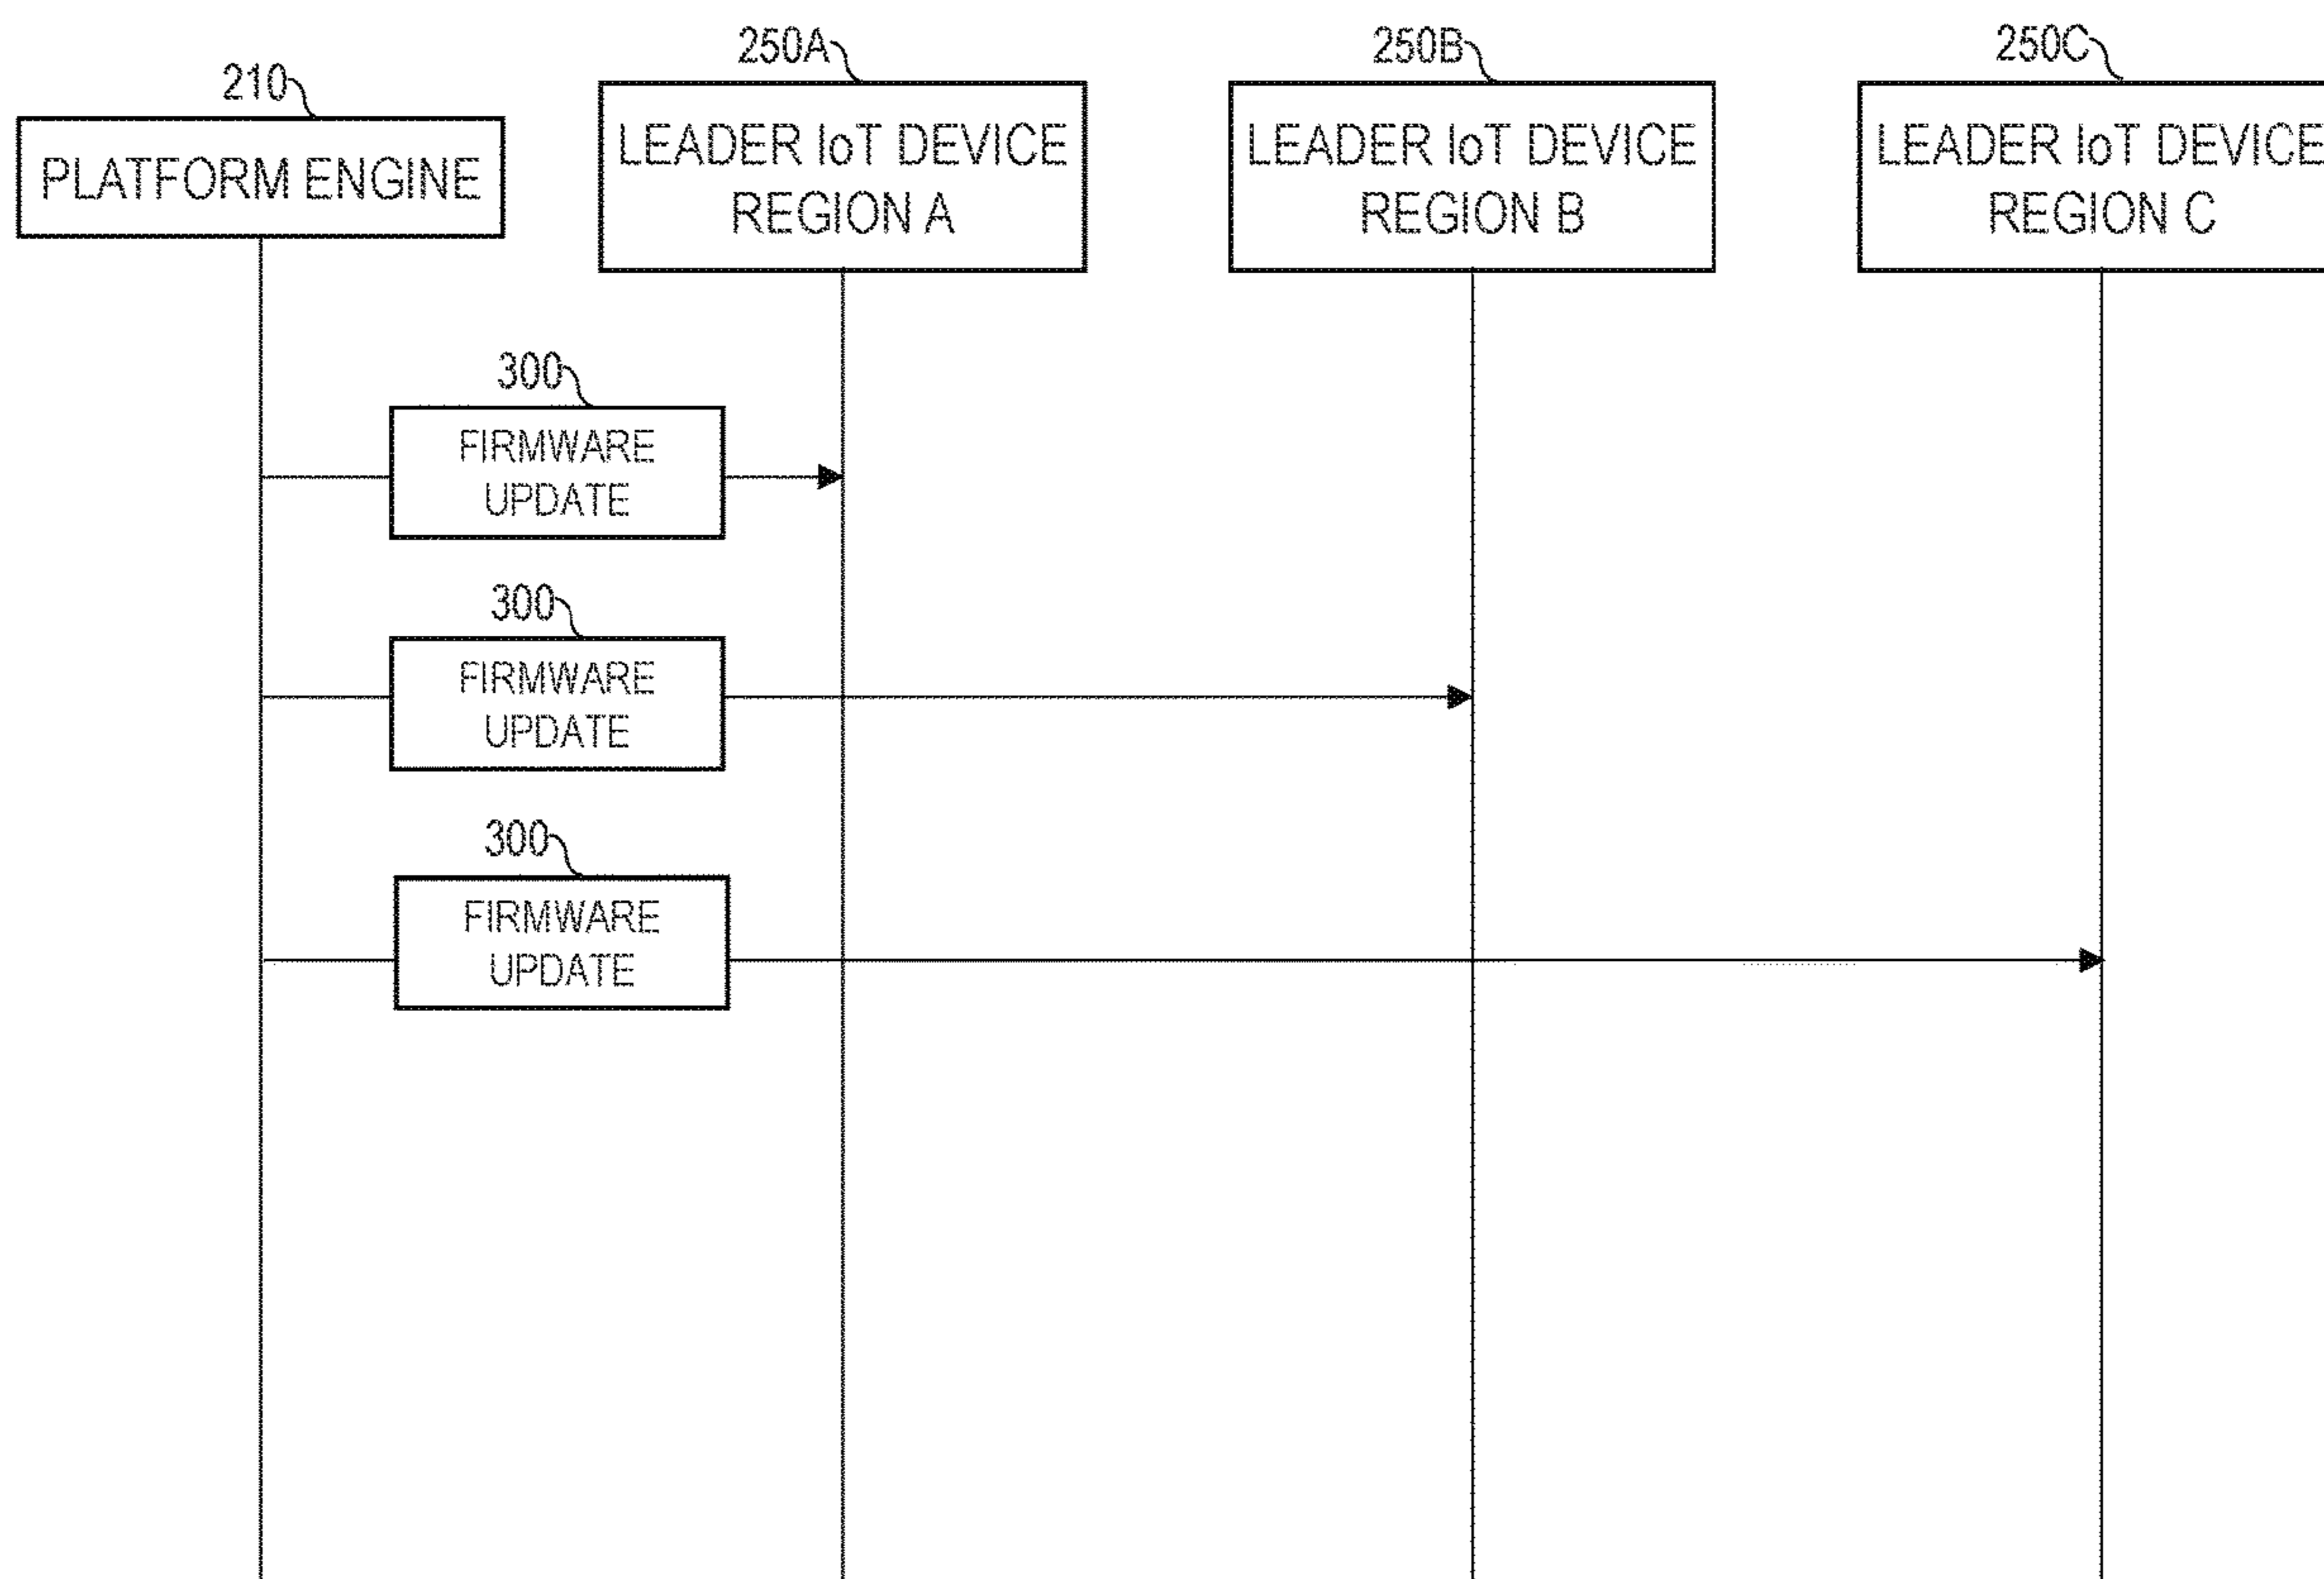 210
PLATFORM ENGINE
250A
LEADER IoT DEVICE
REGION A
250B
LEADER IoT DEVICE
REGION B
250C
LEADER IoT DEVICE
REGION C
300
FIRMWARE
UPDATE
300
FIRMWARE
UPDATE
300
FIRMWARE
UPDATE